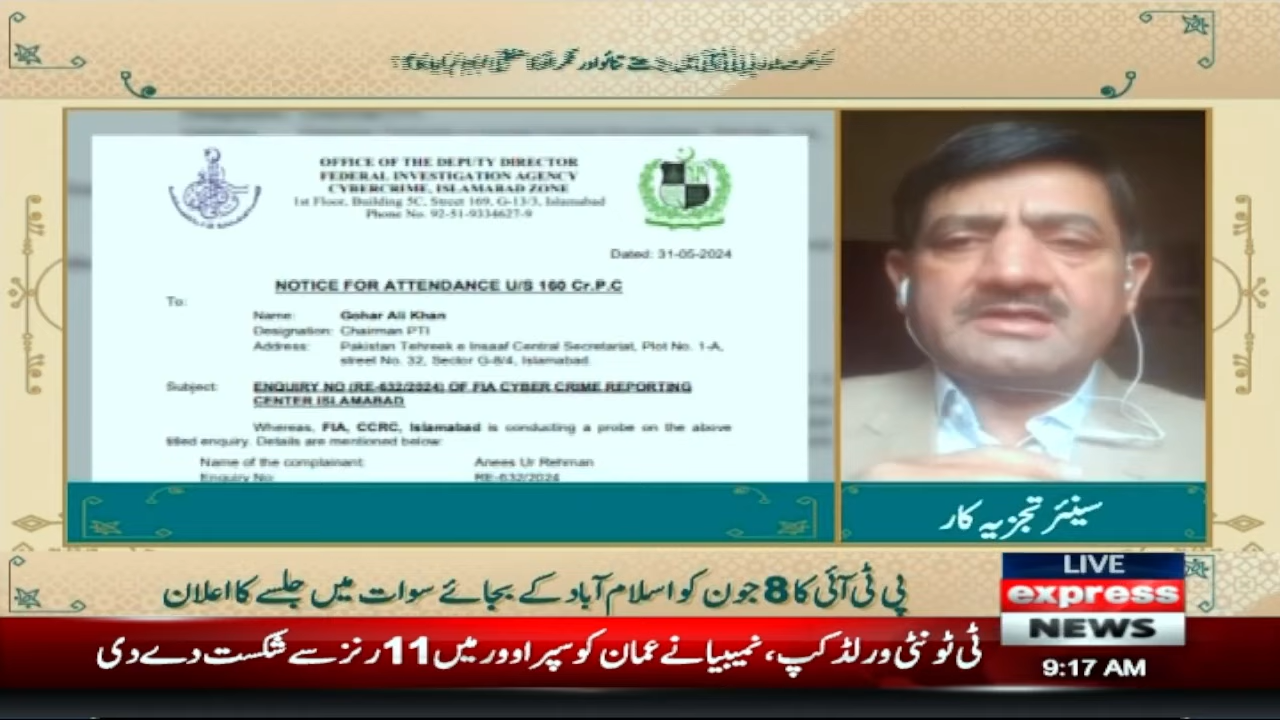 OFFICE OF THE DEPUTY DIRECTOR
FEDERAL INVESTIGATION AGENCY
CYBERCRIME, ISLAMABAD ZONE
1st Floor, Building 5C, Street 169, G-13/3, Islamabad
Phone No. 92-51-9334627-9
Dated: 31-05-2024
NOTICE FOR ATTENDANCE U/S 160 Cr.P.C
To:
Name: Gohar Ali Khan
Designation: Chairman PTI
Address: Pakistan Tehreek e Insaaf Central Secretariat, Plot No. 1-A,
street No. 32, Sector G-8/4, Islamabad
Subject: ENQUIRY NO (RE-632/2024) OF FIA CYBER CRIME REPORTING
CENTER ISLAMABAD
Whereas, FIA, CCRC, Islamabad is conducting a probe on the above
titled enquiry. Details are mentioned below:
Name of the complainant: Anees Ur Rehman
Enquiry No: RE-632/2024
سینئر تجزیہ کار
پی ٹی آئی کا 8 جون کو اسلام آباد کے بجائے سوات میں جلسے کا اعلان
LIVE
express
NEWS
9:17 AM
ٹی ٹونٹی ورلڈ کپ، نمیبیا نے عمان کو سپر اوور میں 11 رنز سے شکست دے دی